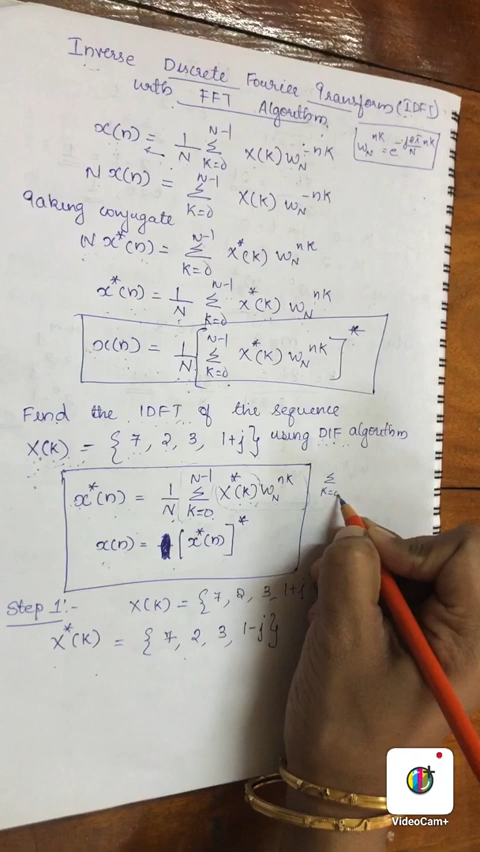 Inverse Discrete Fourier Transform (IDFT)
with FFT Algorithm
x(n) = 1/N Σ_{K=0}^{N-1} X(K) W_N^{-nK}
W_N^{nK} = e^{-j2π/N nK}
N x(n) = Σ_{K=0}^{N-1} X(K) W_N^{-nK}
Taking conjugate
N x*(n) = Σ_{K=0}^{N-1} X*(K) W_N^{nK}
x*(n) = 1/N Σ_{K=0}^{N-1} X*(K) W_N^{nK}
x(n) = 1/N [Σ_{K=0}^{N-1} X*(K) W_N^{nK}]*
Find the IDFT of the sequence
X(K) = {7, 2, 3, 1+j} using DIF algorithm
x*(n) = 1/N Σ_{K=0}^{N-1} X*(K) W_N^{nK}
Σ
K=0
x(n) = [x*(n)]*
Step 1:- X(K) = {7, 2, 3, 1+j
X*(K) = {7, 2, 3, 1-j}
VideoCam+